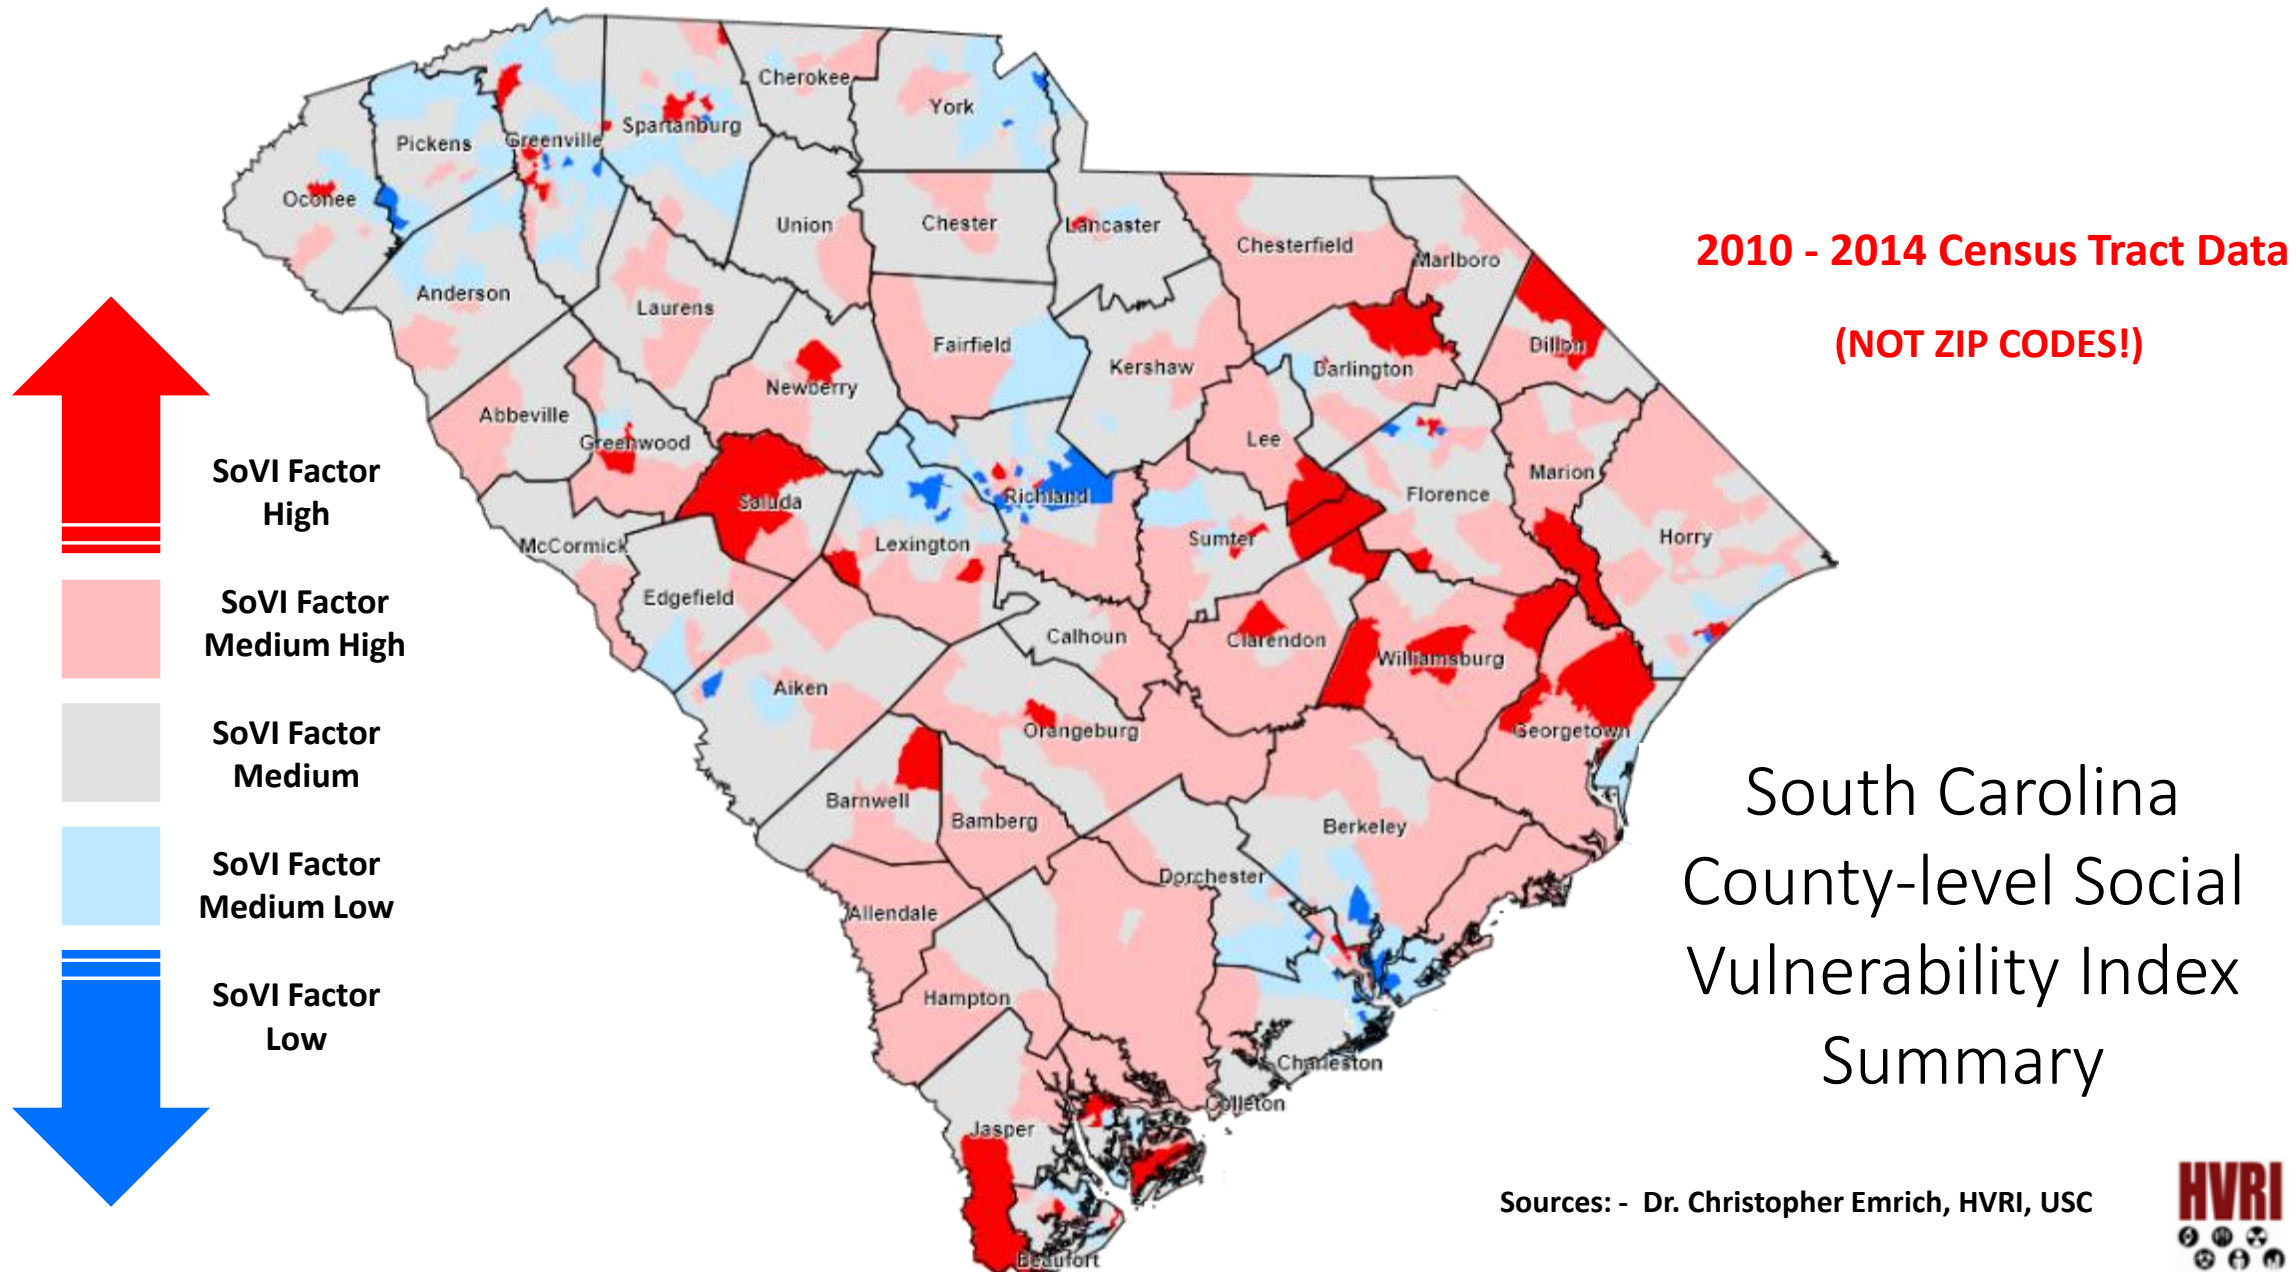 2010 - 2014 Census Tract Data
(NOT ZIP CODES!)
SoVI Factor
High
SoVI Factor
Medium High
SoVI Factor
Medium
SoVI Factor
Medium Low
SoVI Factor
Low
Cherokee
York
Spartanburg
Greenville
Pickens
Oconee
Union
Chester
Lancaster
Chesterfield
Marlboro
Anderson
Laurens
Fairfield
Kershaw
Darlington
Dillon
Newberry
Abbeville
Greenwood
Lee
Marion
Saluda
Richland
Florence
McCormick
Lexington
Sumter
Horry
Edgefield
Calhoun
Clarendon
Williamsburg
Aiken
Orangeburg
Georgetown
Barnwell
Bamberg
Berkeley
Dorchester
Allendale
Hampton
Charleston
Colleton
Jasper
Beaufort
South Carolina
County-level Social
Vulnerability Index
Summary
Sources: - Dr. Christopher Emrich, HVRI, USC
HVRI